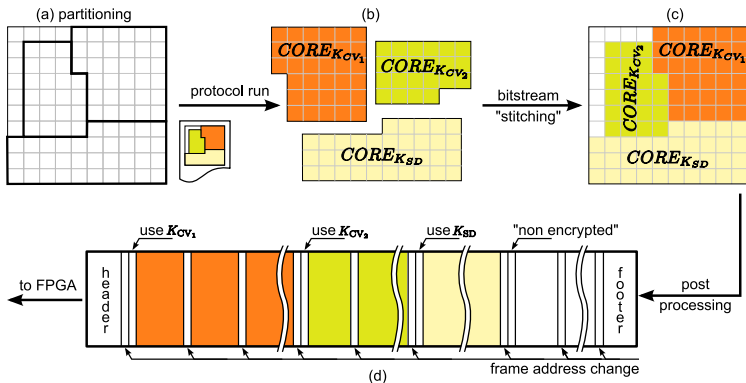 (a) partitioning
(b)
(c)
protocol run
CORE_{K_{CV_1}}
CORE_{K_{CV_2}}
CORE_{K_{SD}}
bitstream
"stitching"
CORE_{K_{CV_1}}
CORE_{K_{CV_2}}
CORE_{K_{SD}}
use K_{CV_1}
use K_{CV_2}
use K_{SD}
"non encrypted"
to FPGA
header
footer
post
processing
frame address change
(d)